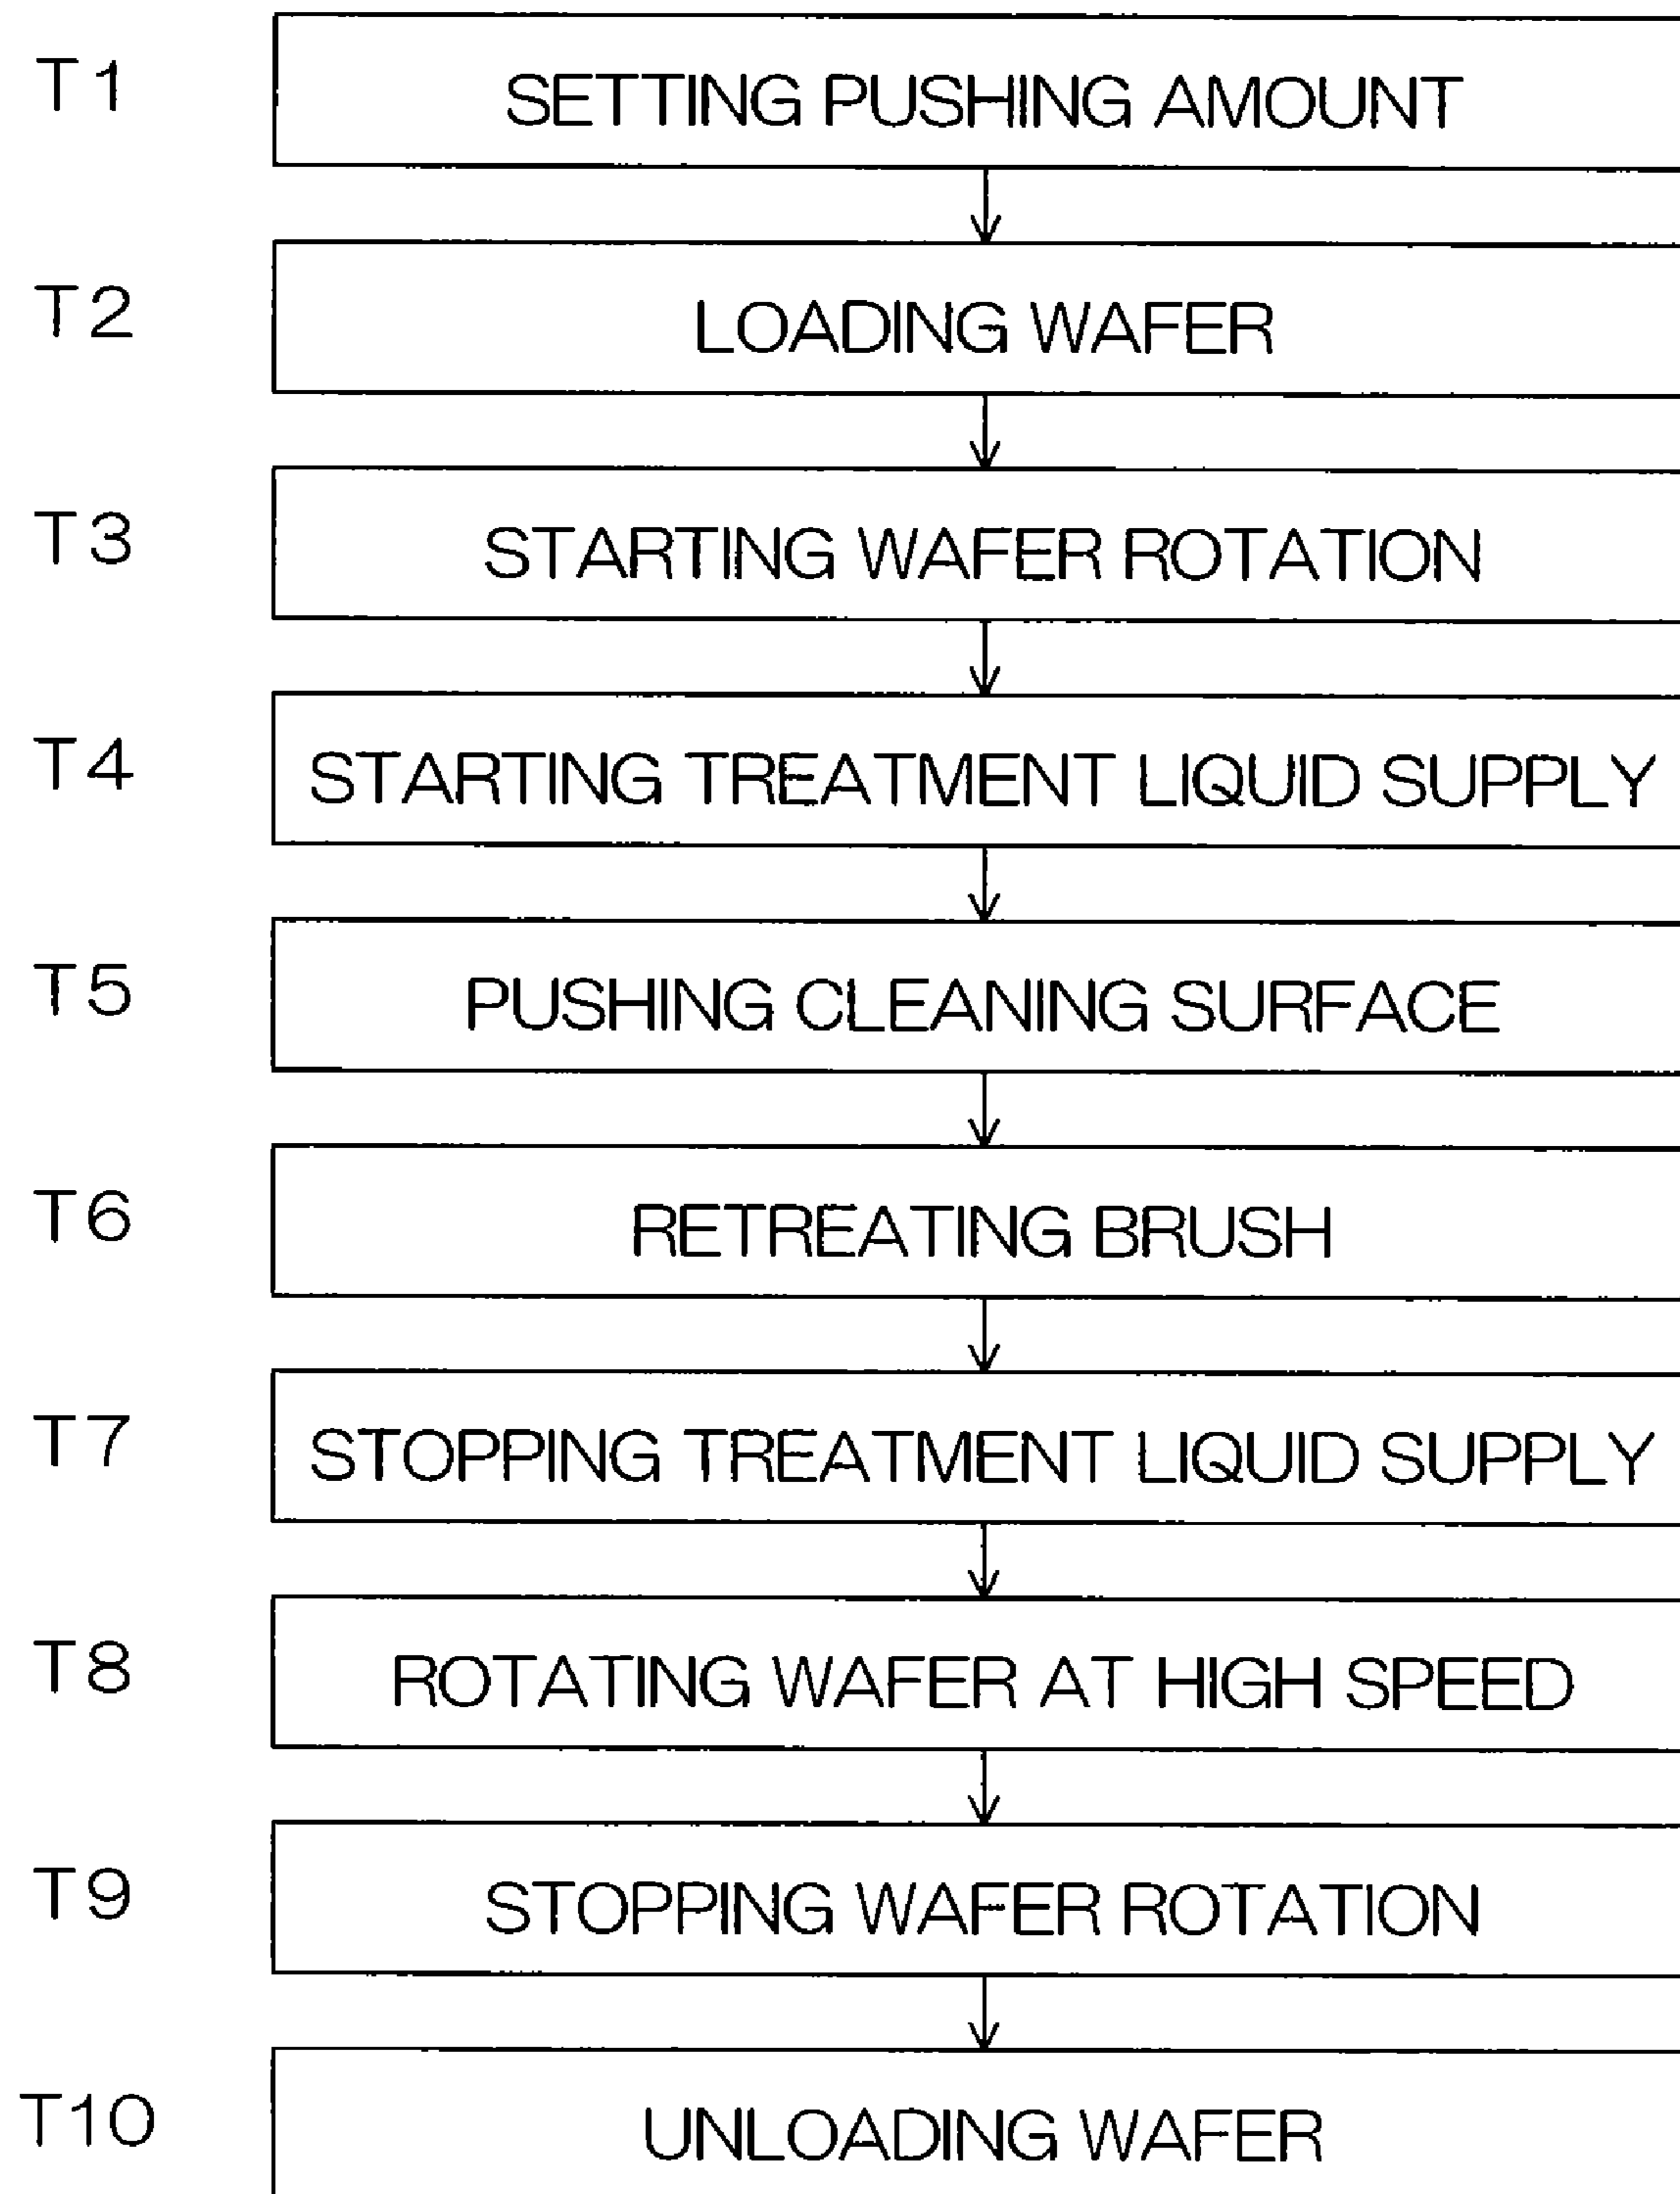 T1 SETTING PUSHING AMOUNT
T2 LOADING WAFER
T3 STARTING WAFER ROTATION
T4 STARTING TREATMENT LIQUID SUPPLY
T5 PUSHING CLEANING SURFACE
T6 RETREATING BRUSH
T7 STOPPING TREATMENT LIQUID SUPPLY
T8 ROTATING WAFER AT HIGH SPEED
T9 STOPPING WAFER ROTATION
T10 UNLOADING WAFER